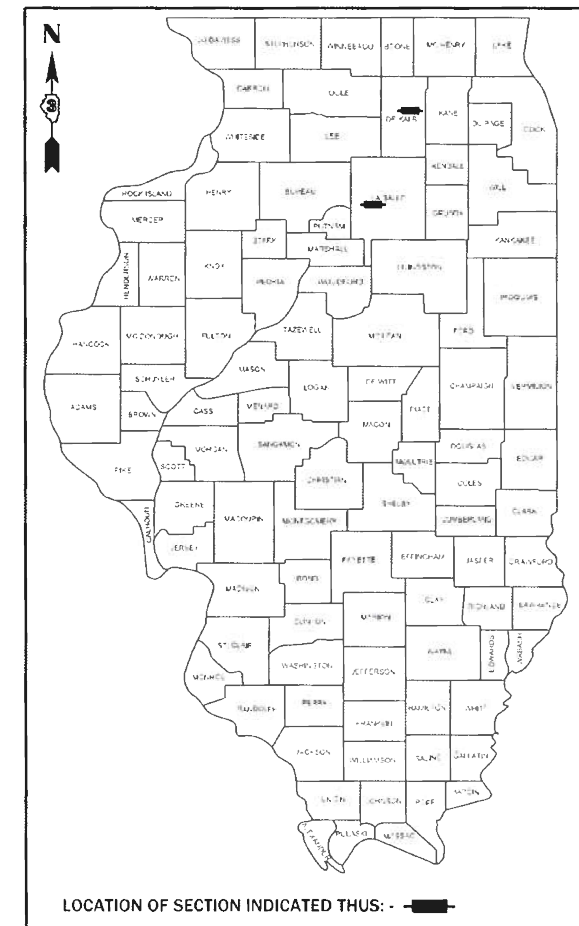 N
3
STEPHENSON WINNEBAGO BOONE MCHENRY LAKE
CARROLL OGLE DE KALB KANE DU PAGE COOK
WHITESIDE LEE
KENDALL WILL
ROCK ISLAND HENRY BUREAU LA SALLE GRUNDY
MERCER PUTNAM KANKAKEE
STARK MARSHALL
HENDERSON WARREN KNOX PEORIA WOODFORD LIVINGSTON IROQUOIS
HANCOCK MCDONOUGH FULTON TAZEWELL MCLEAN FORD
MASON
SCHUYLER LOGAN DE WITT CHAMPAIGN VERMILION
ADAMS BROWN CASS MENARD PIATT
MACON
MORGAN SANGAMON DOUGLAS EDGAR
PIKE SCOTT CHRISTIAN MOULTRIE COLES
SHELBY
GREENE MACOUPIN MONTGOMERY CUMBERLAND CLARK
CALHOUN JERSEY
FAYETTE EFFINGHAM JASPER CRAWFORD
MADISON BOND
CLAY RICHLAND LAWRENCE
CLINTON MARION
ST. CLAIR WAYNE EDWARDS WABASH
WASHINGTON JEFFERSON
MONROE
RANDOLPH PERRY HAMILTON WHITE
FRANKLIN
JACKSON WILLIAMSON SALINE GALLATIN
UNION JOHNSON POPE HARDIN
ALEXANDER PULASKI MASSAC
LOCATION OF SECTION INDICATED THUS: -